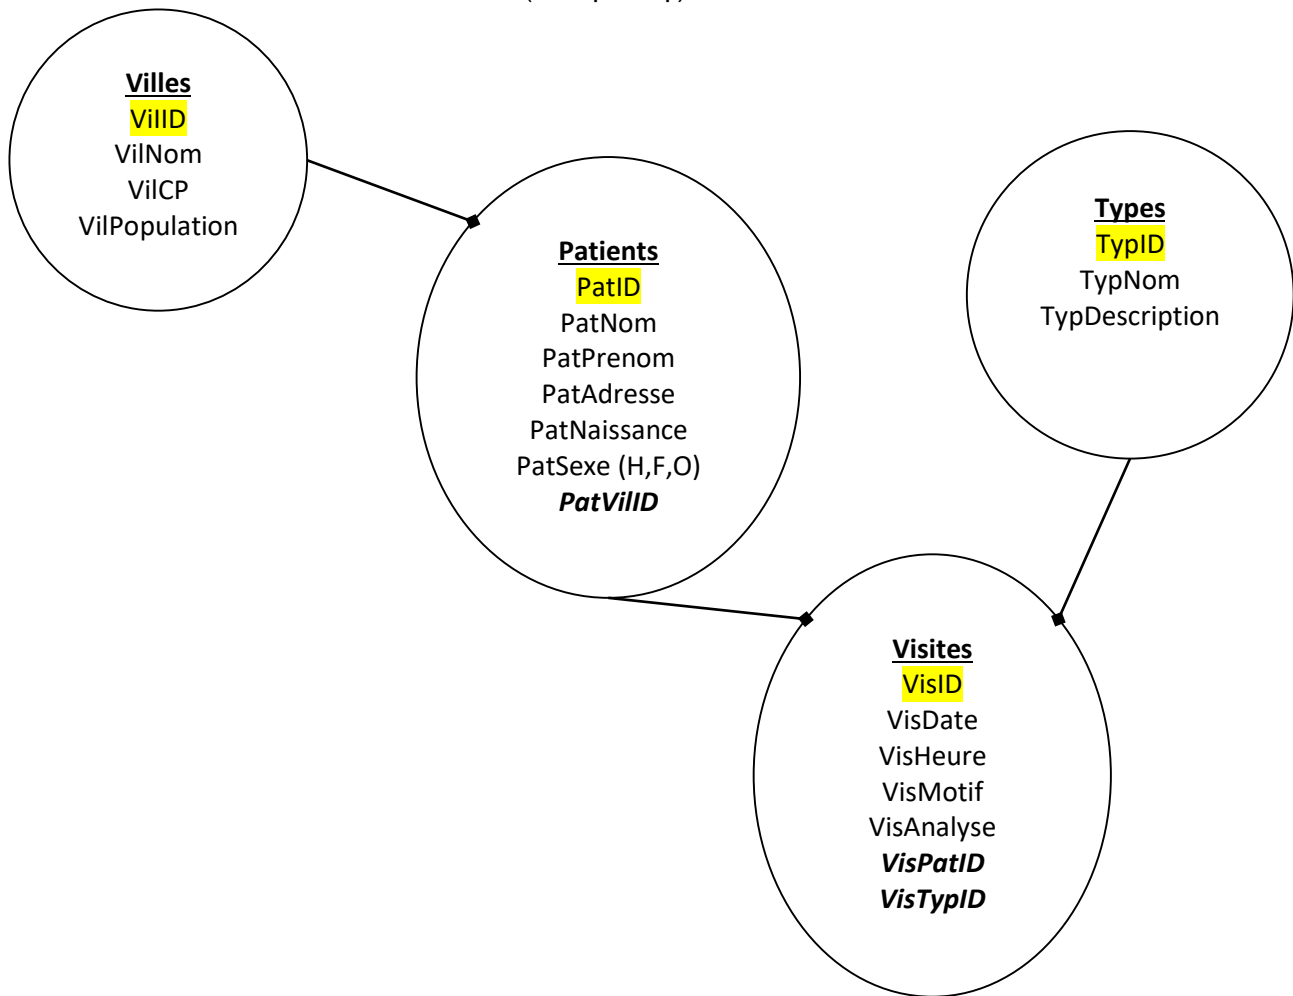 Villes
VilID
VilNom
VilCP
VilPopulation
Patients
PatID
PatNom
PatPrenom
PatAdresse
PatNaissance
PatSexe (H,F,O)
PatVilID
Types
TypID
TypNom
TypDescription
Visites
VisID
VisDate
VisHeure
VisMotif
VisAnalyse
VisPatID
VisTypID